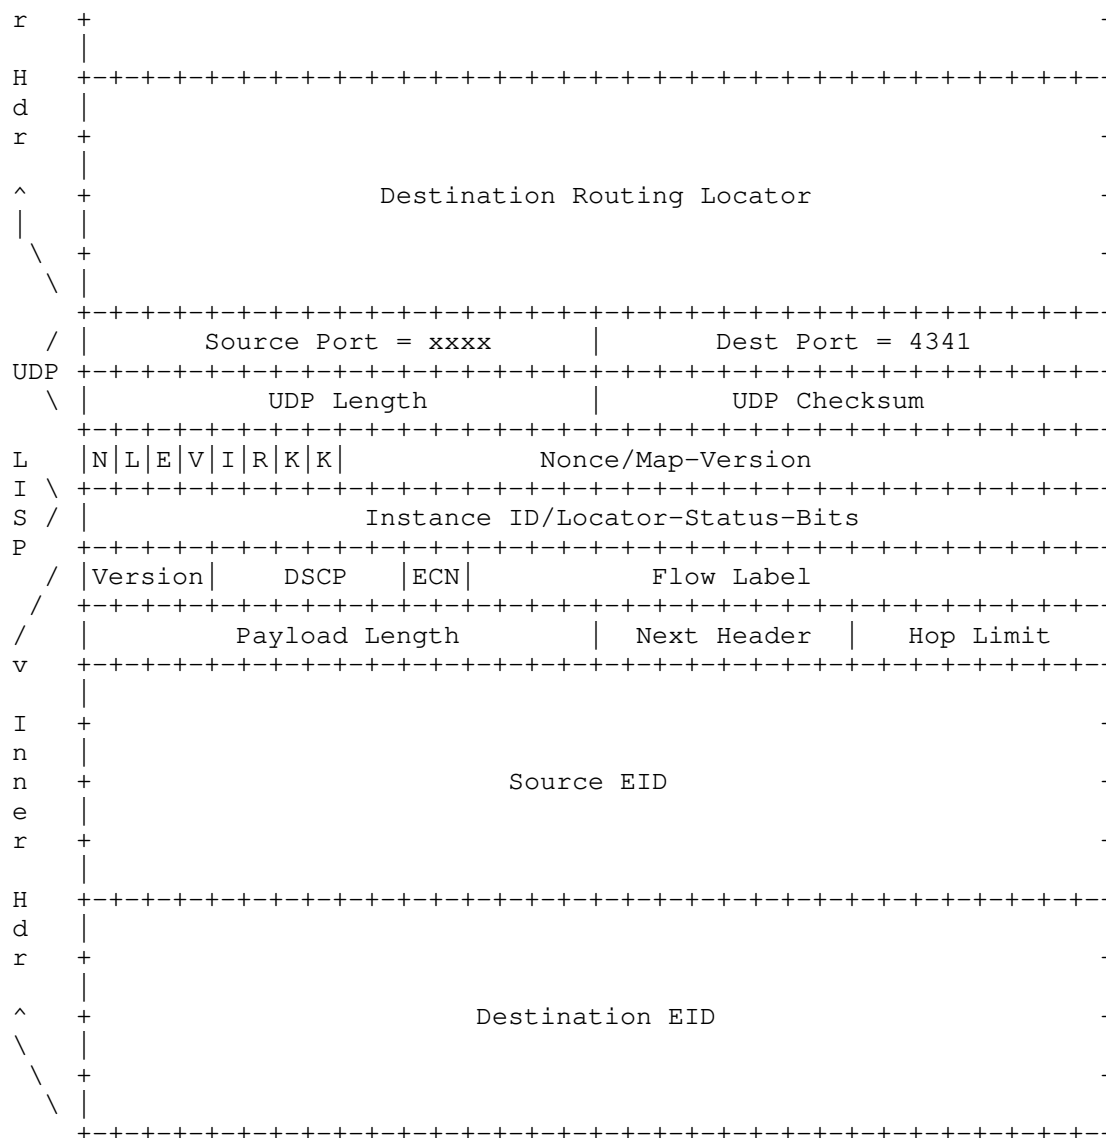 r   +                                                               -
    |
H   +-+-+-+-+-+-+-+-+-+-+-+-+-+-+-+-+-+-+-+-+-+-+-+-+-+-+-+-+-+-+-+--
d   |
r   +                                                               -
    |
^   +                  Destination Routing Locator                  -
|   |
 \  +                                                               -
  \ |
    +-+-+-+-+-+-+-+-+-+-+-+-+-+-+-+-+-+-+-+-+-+-+-+-+-+-+-+-+-+-+-+--
  / |       Source Port = xxxx      |       Dest Port = 4341
UDP +-+-+-+-+-+-+-+-+-+-+-+-+-+-+-+-+-+-+-+-+-+-+-+-+-+-+-+-+-+-+-+--
  \ |           UDP Length          |        UDP Checksum
    +-+-+-+-+-+-+-+-+-+-+-+-+-+-+-+-+-+-+-+-+-+-+-+-+-+-+-+-+-+-+-+--
L   |N|L|E|V|I|R|K|K|            Nonce/Map-Version
I \ +-+-+-+-+-+-+-+-+-+-+-+-+-+-+-+-+-+-+-+-+-+-+-+-+-+-+-+-+-+-+-+--
S / |                 Instance ID/Locator-Status-Bits
P   +-+-+-+-+-+-+-+-+-+-+-+-+-+-+-+-+-+-+-+-+-+-+-+-+-+-+-+-+-+-+-+--
  / |Version|    DSCP   |ECN|           Flow Label
 /  +-+-+-+-+-+-+-+-+-+-+-+-+-+-+-+-+-+-+-+-+-+-+-+-+-+-+-+-+-+-+-+--
/   |         Payload Length        |  Next Header  |   Hop Limit
v   +-+-+-+-+-+-+-+-+-+-+-+-+-+-+-+-+-+-+-+-+-+-+-+-+-+-+-+-+-+-+-+--
    |
I   +                                                               -
n   |
n   +                          Source EID                           -
e   |
r   +                                                               -
    |
H   +-+-+-+-+-+-+-+-+-+-+-+-+-+-+-+-+-+-+-+-+-+-+-+-+-+-+-+-+-+-+-+--
d   |
r   +                                                               -
    |
^   +                        Destination EID                        -
\   |
 \  +                                                               -
  \ |
    +-+-+-+-+-+-+-+-+-+-+-+-+-+-+-+-+-+-+-+-+-+-+-+-+-+-+-+-+-+-+-+--